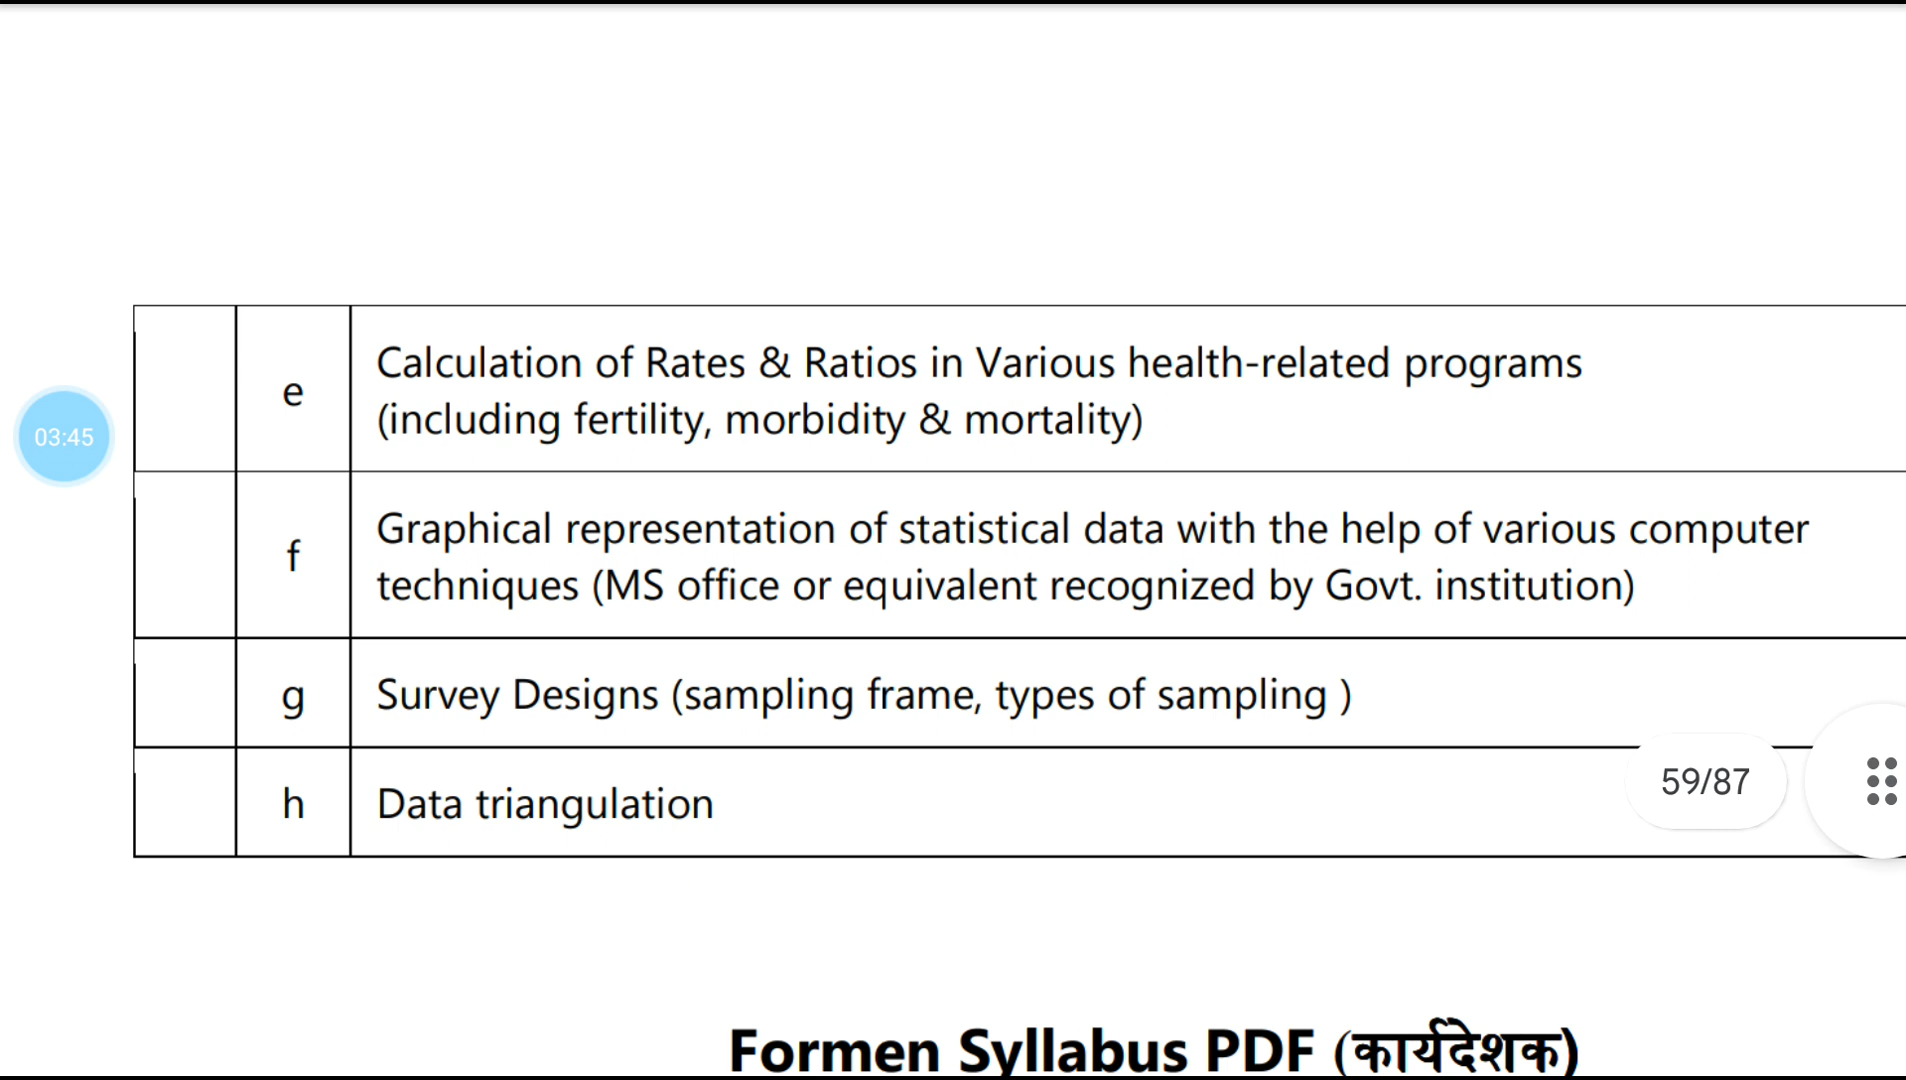 e
Calculation of Rates & Ratios in Various health-related programs
(including fertility, morbidity & mortality)
03:45
f
Graphical representation of statistical data with the help of various computer
techniques (MS office or equivalent recognized by Govt. institution)
g
Survey Designs (sampling frame, types of sampling )
59/87
h
Data triangulation
Formen Syllabus PDF (कार्यदेशक)